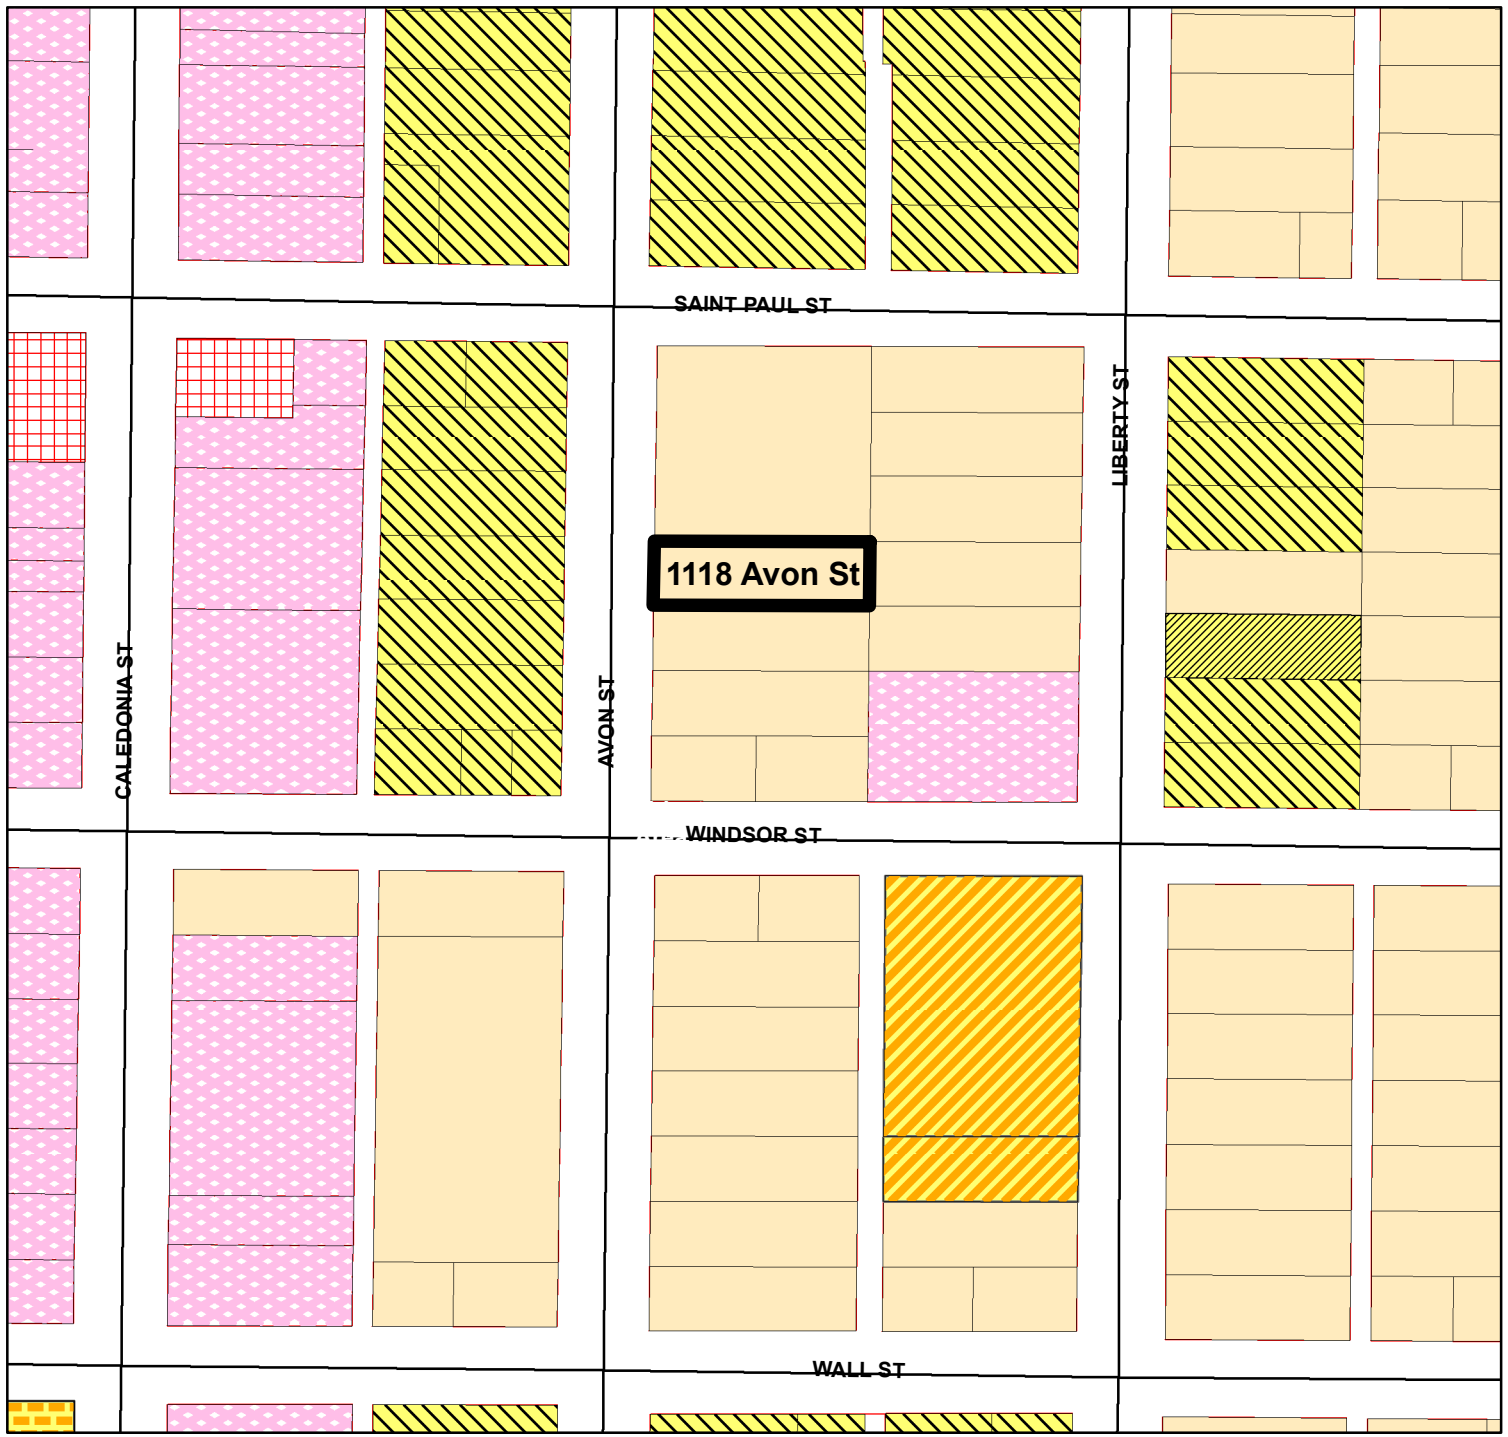 SAINT PAUL ST
LIBERTY ST
1118 Avon St
CALEDONIA ST
AVON ST
WINDSOR ST
WALL ST